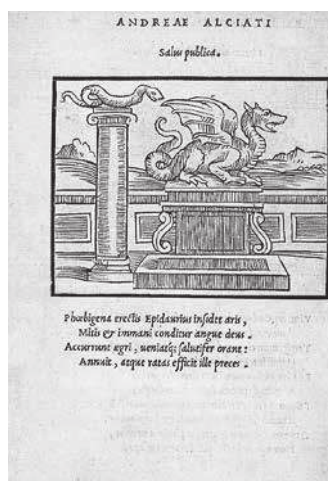 ANDREAE ALCIATI
Salus publica.
Phœbigena erectis Epidaurius insidet aris,
Mitis & immani conditur angue deus.
Accurrunt ægri, veniatq; salutifer orant:
Annuit, atque ratas efficit ille preces.